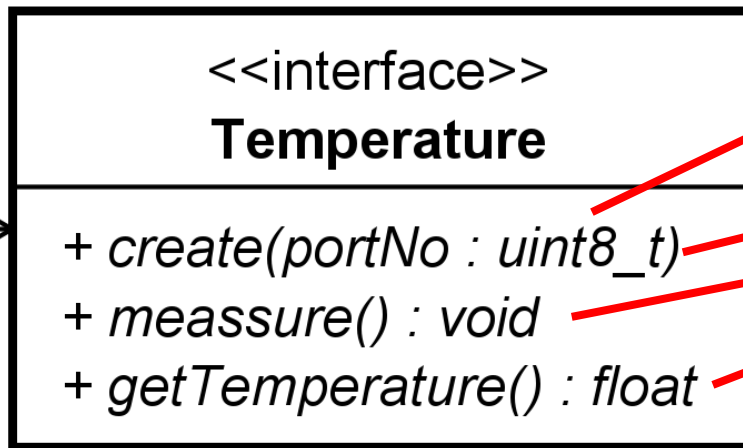 <<interface>>
Temperature
+ create(portNo : uint8_t)
+ meassure() : void
+ getTemperature() : float